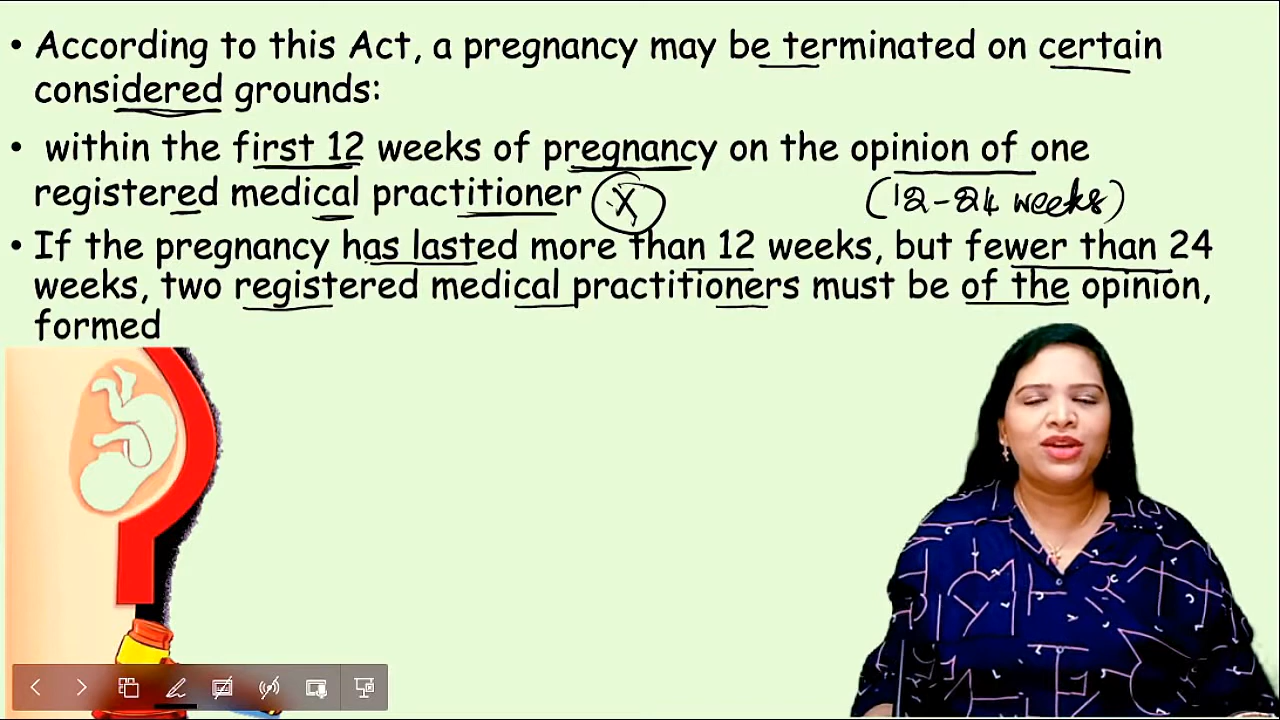 • According to this Act, a pregnancy may be terminated on certain
considered grounds:
• within the first 12 weeks of pregnancy on the opinion of one
registered medical practitioner
(12-24 weeks)
• If the pregnancy has lasted more than 12 weeks, but fewer than 24
weeks, two registered medical practitioners must be of the opinion,
formed